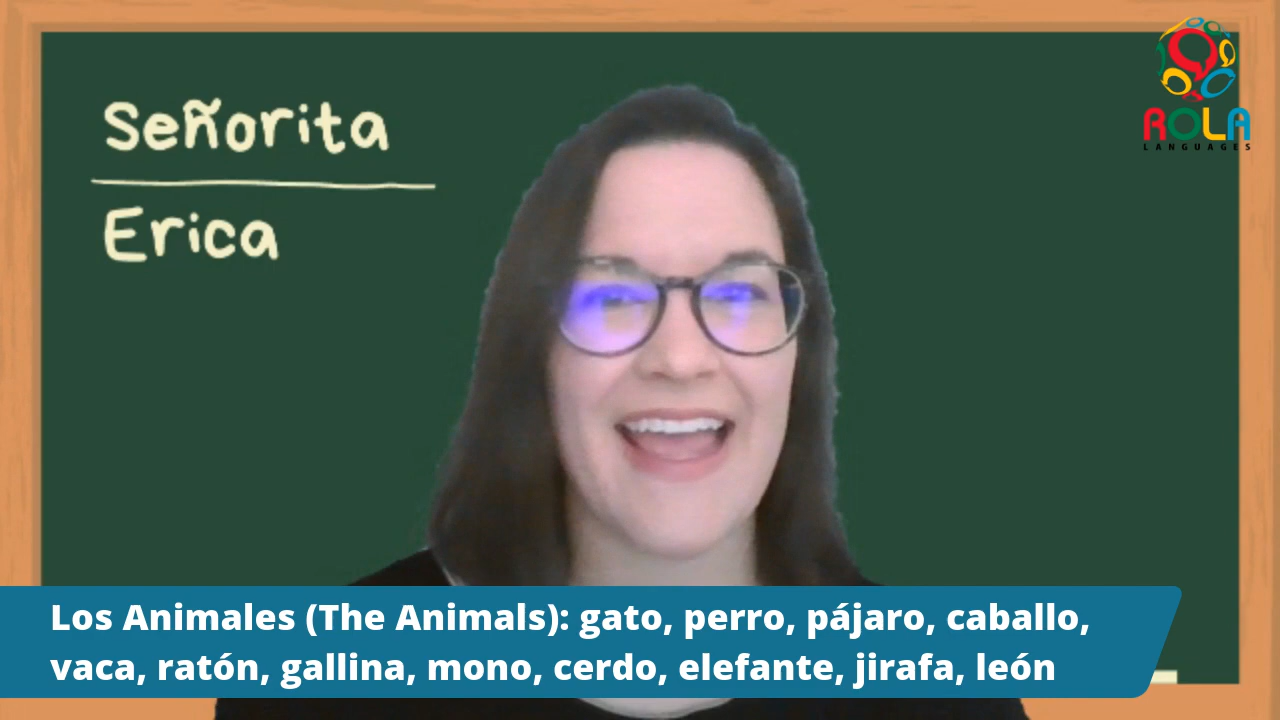 Señorita
Erica
ROLA
LANGUAGES
Los Animales (The Animals): gato, perro, pájaro, caballo,
vaca, ratón, gallina, mono, cerdo, elefante, jirafa, león